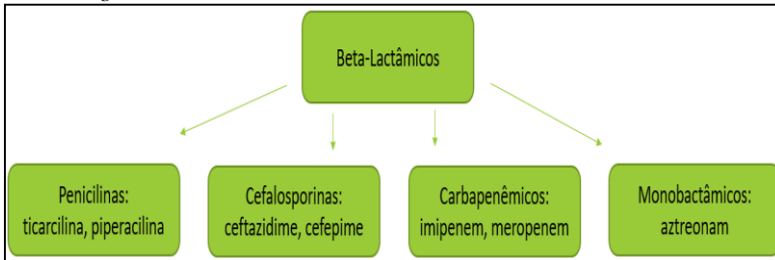 Beta-Lactâmicos
Penicilinas:
ticarcilina, piperacilina
Cefalosporinas:
ceftazidime, cefepime
Carbapenêmicos:
imipenem, meropenem
Monobactâmicos:
aztreonam